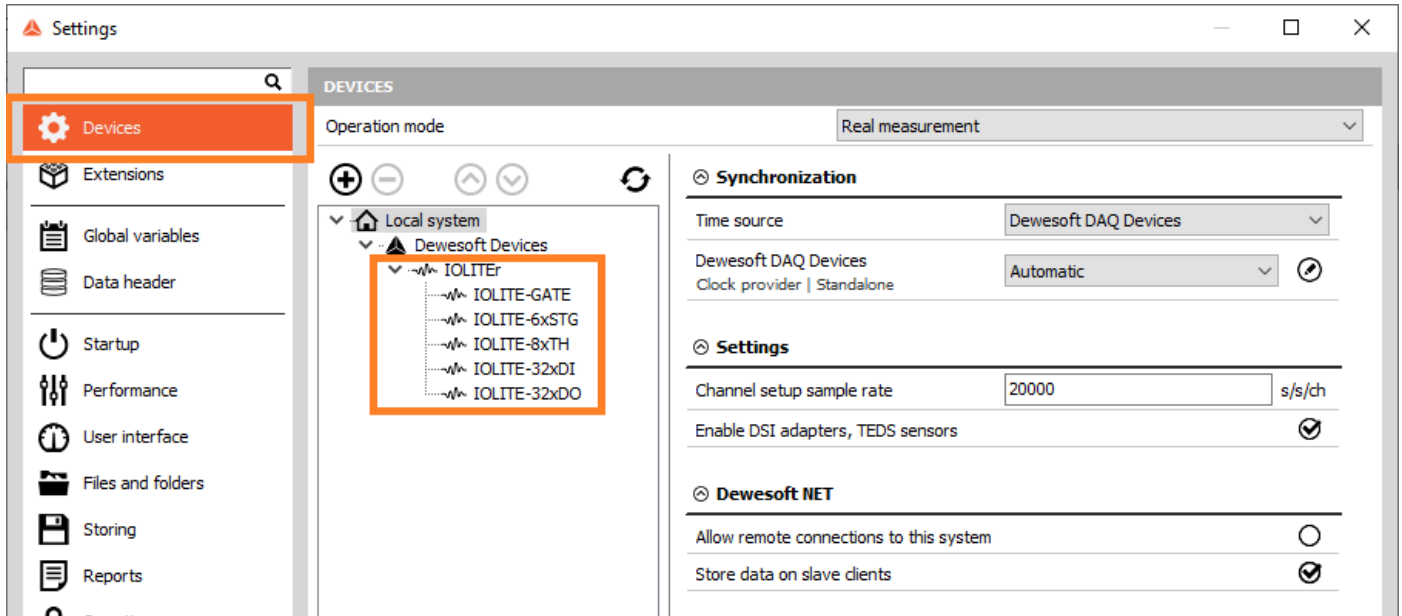 Settings
DEVICES
Devices
Operation mode
Real measurement
Extensions
Global variables
Data header
Startup
Performance
User interface
Files and folders
Storing
Reports
Local system
Dewesoft Devices
IOLITEr
IOLITE-GATE
IOLITE-6xSTG
IOLITE-8xTH
IOLITE-32xDI
IOLITE-32xDO
Synchronization
Time source
Dewesoft DAQ Devices
Dewesoft DAQ Devices
Clock provider | Standalone
Automatic
Settings
Channel setup sample rate
20000
s/s/ch
Enable DSI adapters, TEDS sensors
Dewesoft NET
Allow remote connections to this system
Store data on slave clients